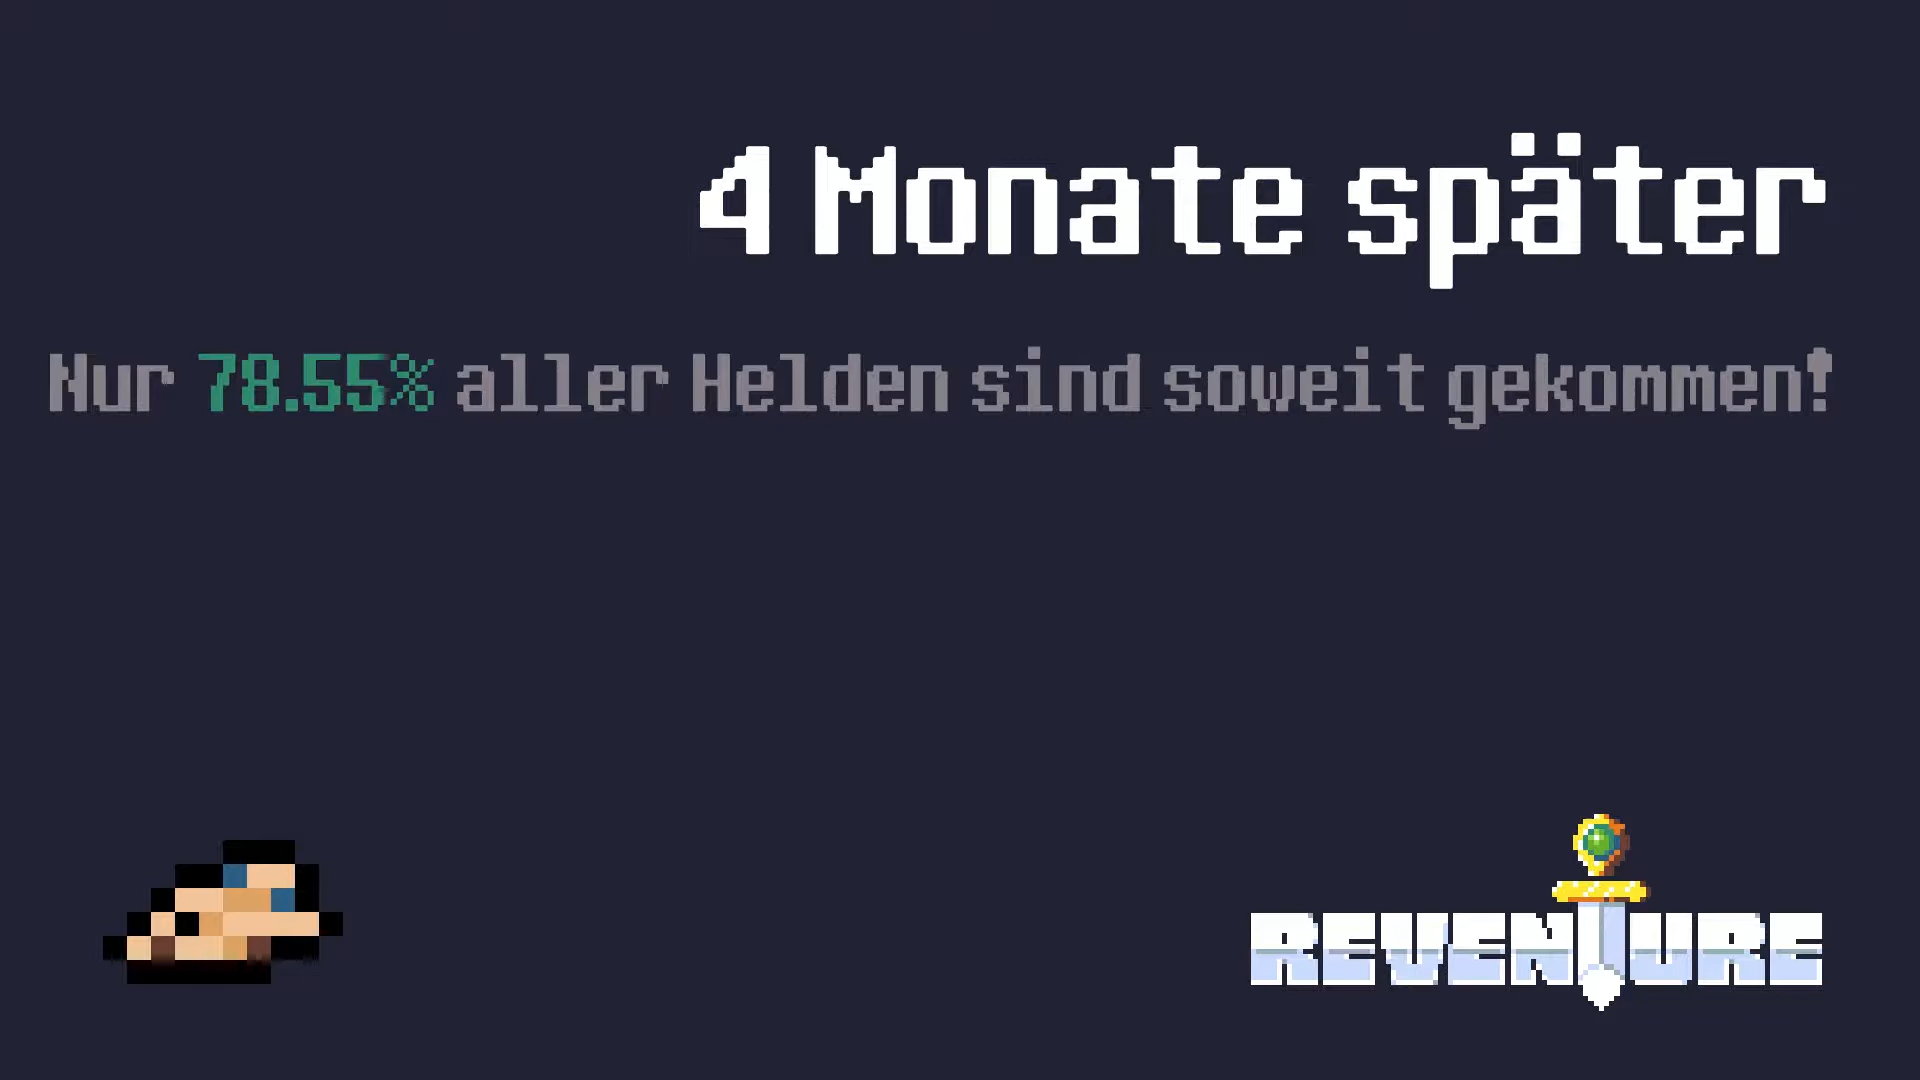 4 Monate später
Nur 78.55% aller Helden sind soweit gekommen!
REVENTURE